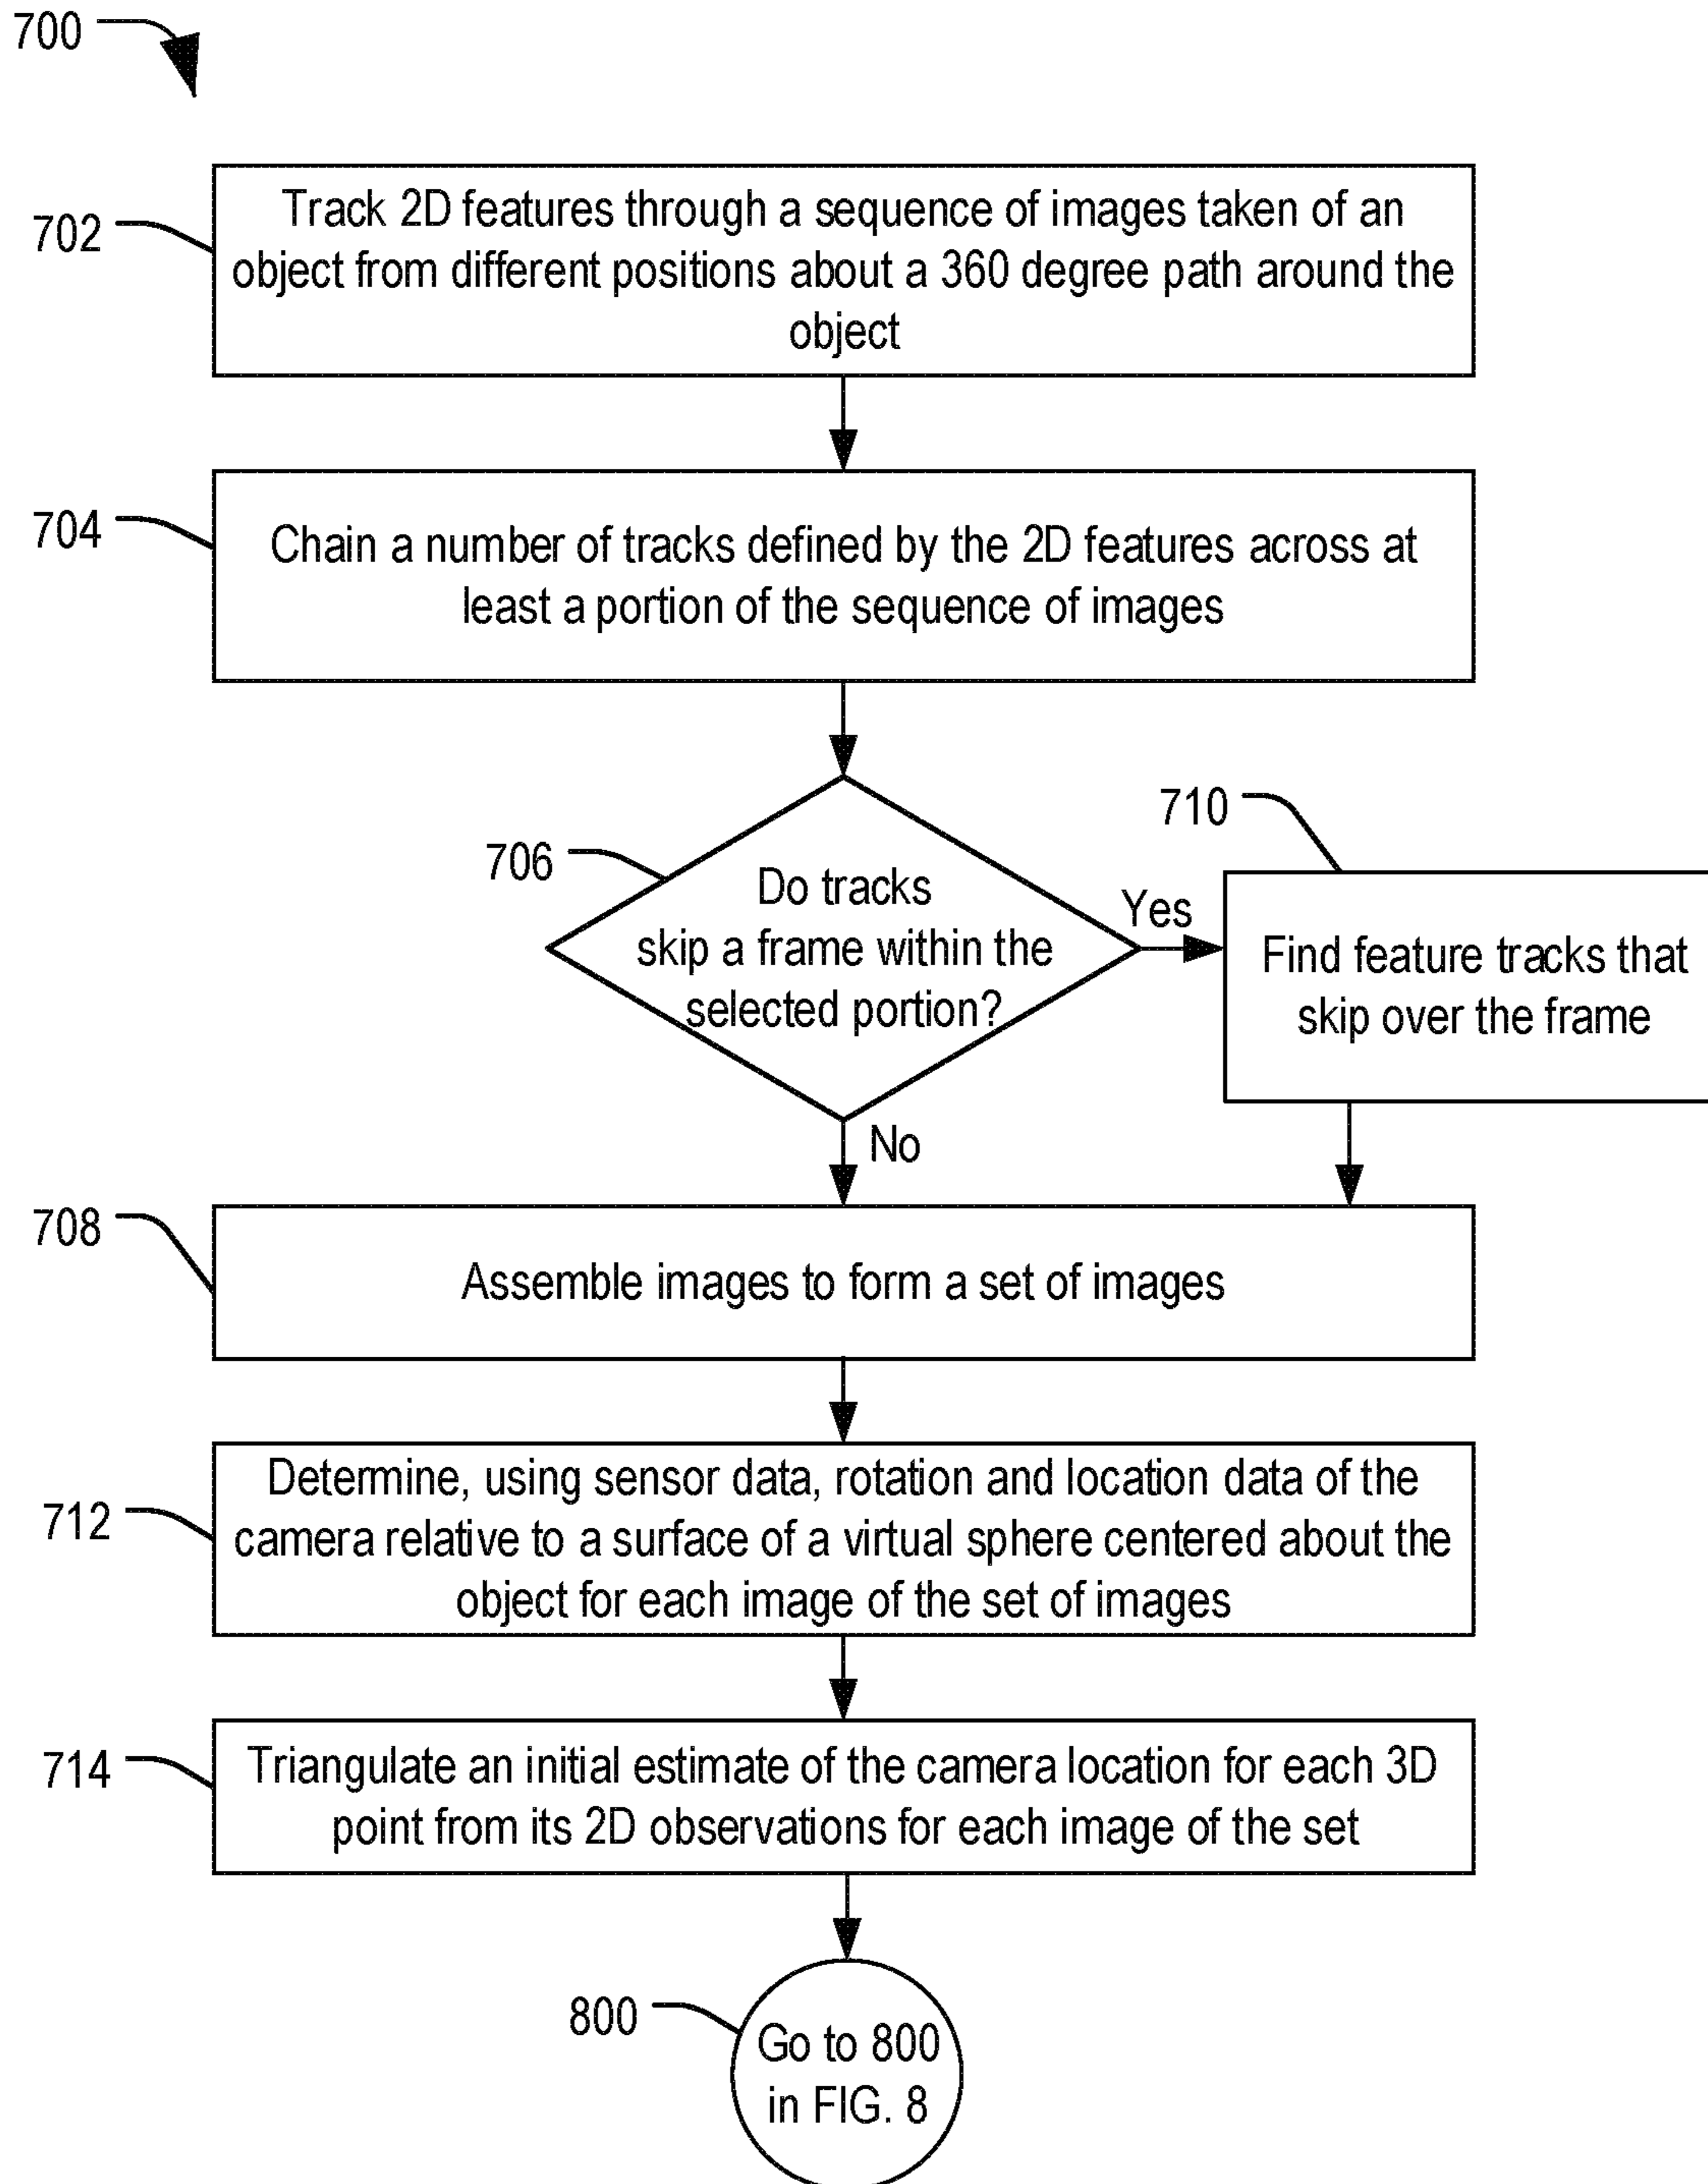 700
702
Track 2D features through a sequence of images taken of an
object from different positions about a 360 degree path around the
object
704
Chain a number of tracks defined by the 2D features across at
least a portion of the sequence of images
706
Do tracks
skip a frame within the
selected portion?
Yes
710
Find feature tracks that
skip over the frame
No
708
Assemble images to form a set of images
712
Determine, using sensor data, rotation and location data of the
camera relative to a surface of a virtual sphere centered about the
object for each image of the set of images
714
Triangulate an initial estimate of the camera location for each 3D
point from its 2D observations for each image of the set
800
Go to 800
in FIG. 8